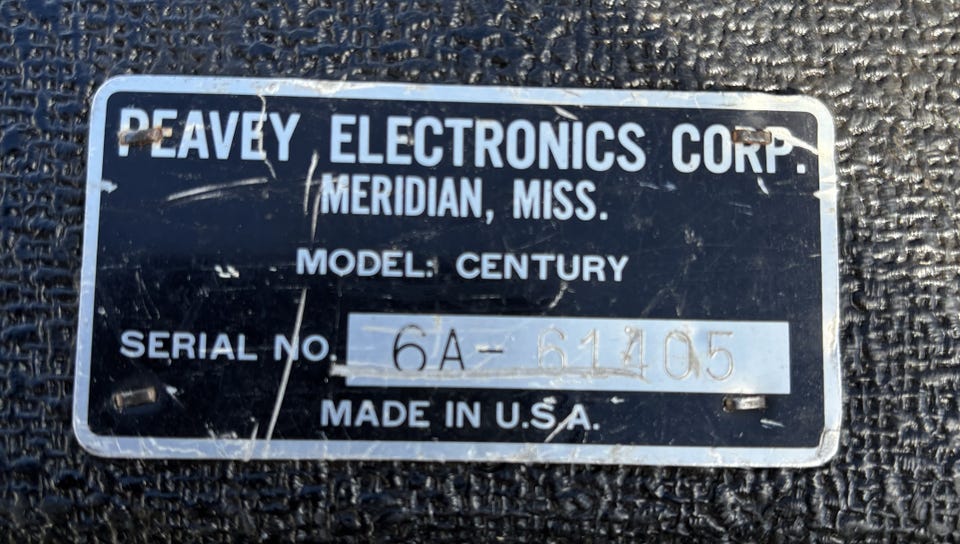 PEAVEY ELECTRONICS CORP.
MERIDIAN, MISS.
MODEL: CENTURY
SERIAL NO. 6A-61405
MADE IN U.S.A.